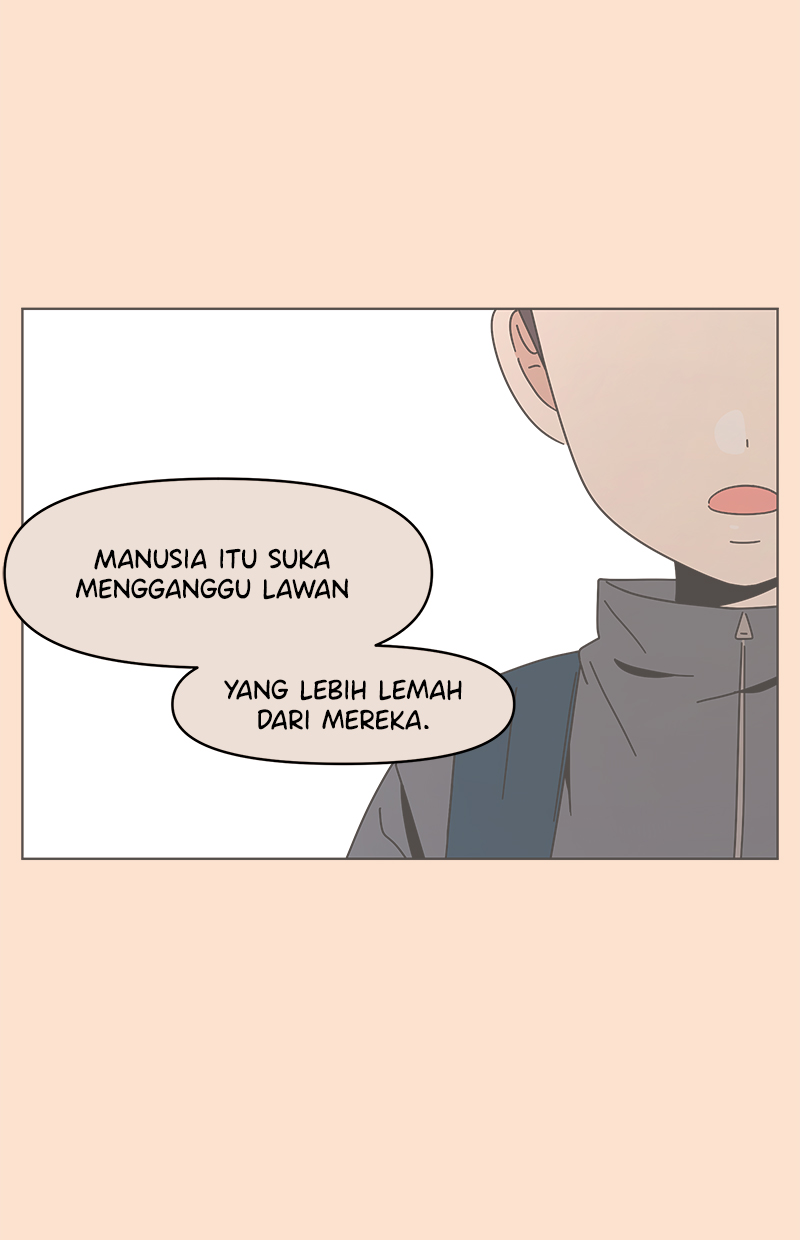 MANUSIA ITU SUKA
MENGGANGGU LAWAN
YANG LEBIH LEMAH
DARI MEREKA.